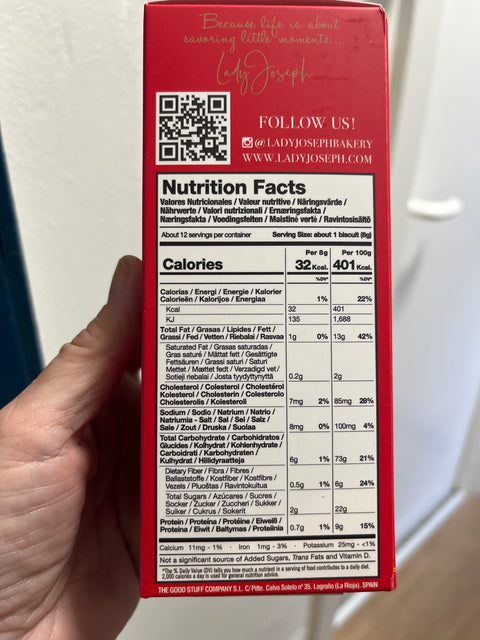 Because life is about
savoring little moments...
Lady Joseph
FOLLOW US!
@LADYJOSEPHBAKERY
WWW.LADYJOSEPH.COM
Nutrition Facts
Valores Nutricionales / Valeur nutritive / Näringsvärde /
Nährwerte / Valori nutrizionali / Ernæringsfakta /
Næringsfakta / Voedingsfeiten / Maistinė vertė / Ravintosisältö
About 12 servings per container Serving Size: about 1 biscuit (8g)
Per 8g Per 100g
Calories 32 Kcal. 401 Kcal.
%DV* %DV*
Calorías / Energi / Energie / Kalorier
Calorieën / Kalorijos / Energiaa 1% 22%
Kcal 32 401
KJ 135 1,688
Total Fat / Grasas / Lipides / Fett /
Grassi / Fed / Vetten / Riebalai / Rasvaa 1g 0% 13g 42%
Saturated Fat / Grasas saturadas /
Gras saturé / Mättat fett / Gesättigte
Fettsäuren / Grassi saturi / Saturi
Mettet / Mættet fedt / Verzadigd vet /
Sotieji riebalai / Josta tyydyttynyttä 0.2g 2g
Cholesterol / Colesterol / Cholestérol
Kolesterol / Cholesterin / Colesterolo
Cholesterolis / Kolesteroli 7mg 2% 85mg 28%
Sodium / Sodio / Natrium / Natrio /
Natriumia - Salt / Sal / Sel / Salz /
Sale / Zout / Druska / Suolaa 8mg 0% 100mg 4%
Total Carbohydrate / Carbohidratos /
Glucides / Kolhydrat / Kohlenhydrate /
Carboidrati / Karbohydraten /
Kulhydrat / Hiilidyraatteja 6g 1% 73g 21%
Dietary Fiber / Fibra / Fibres /
Ballaststoffe / Kostfiber / Kostfibre /
Vezels / Pluoštas / Ravintokuitua 0.5g 1% 6g 24%
Total Sugars / Azúcares / Sucres /
Socker / Zucker / Zuccheri / Sukker /
Suiker / Cukrus / Sokerit 2g 22g
Protein / Proteína / Protéine / Eiweiß /
Proteine / Eiwit / Baltymas / Proteiinia 0.7g 1% 9g 15%
Calcium 11mg - 1% · Iron 1mg - 3% · Potassium 25mg - <1%
Not a significant source of Added Sugars, Trans Fats and Vitamin D.
*The % Daily Value (DV) tells you how much a nutrient in a serving of food contributes to a daily diet.
2,000 calories a day is used for general nutrition advice.
THE GOOD STUFF COMPANY S.L. C/ Pdte. Calvo Sotelo nº 35. Logroño (La Rioja). SPAIN